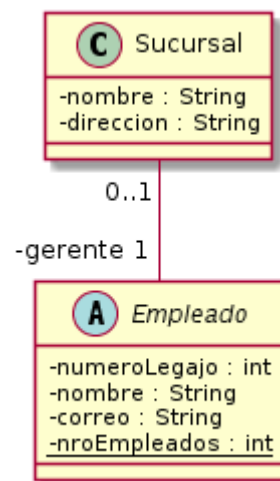 C Sucursal
-nombre : String
-direccion : String
0..1
-gerente 1
A Empleado
-numeroLegajo : int
-nombre : String
-correo : String
-nroEmpleados : int